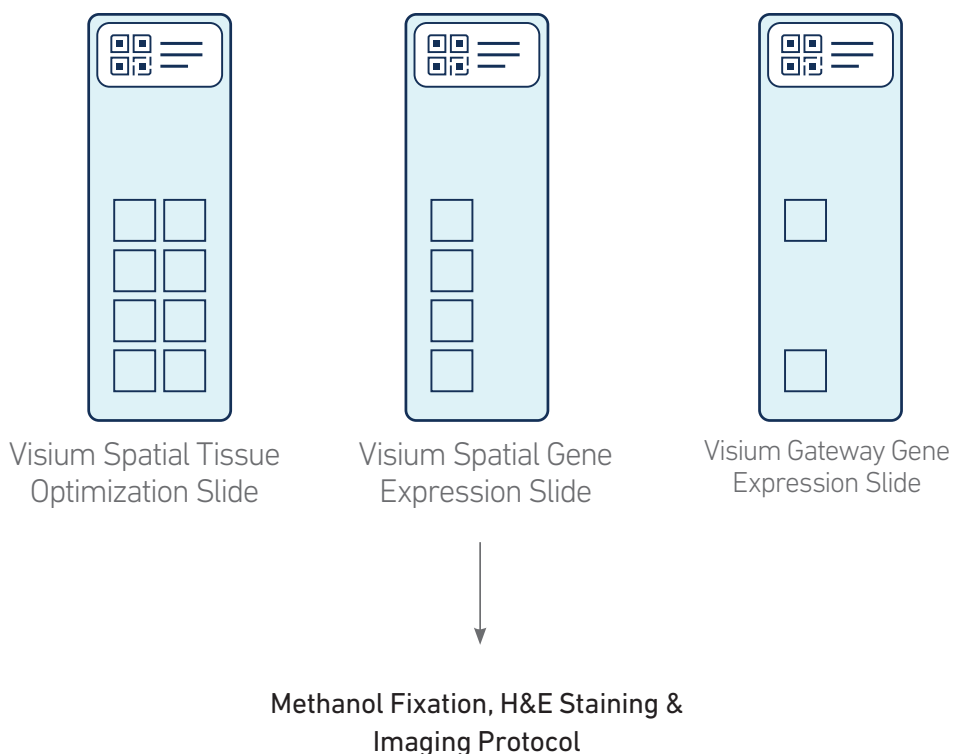 Visium Spatial Tissue
Optimization Slide
Visium Spatial Gene
Expression Slide
Visium Gateway Gene
Expression Slide
Methanol Fixation, H&E Staining &
Imaging Protocol